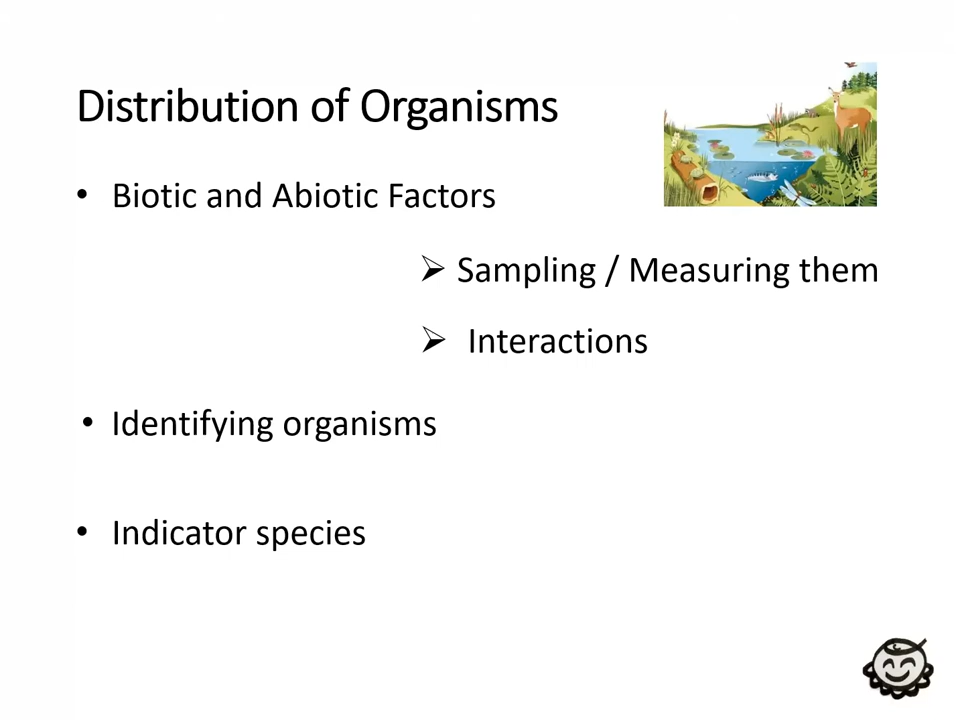 Distribution of Organisms
• Biotic and Abiotic Factors
➢ Sampling / Measuring them
➢ Interactions
• Identifying organisms
• Indicator species